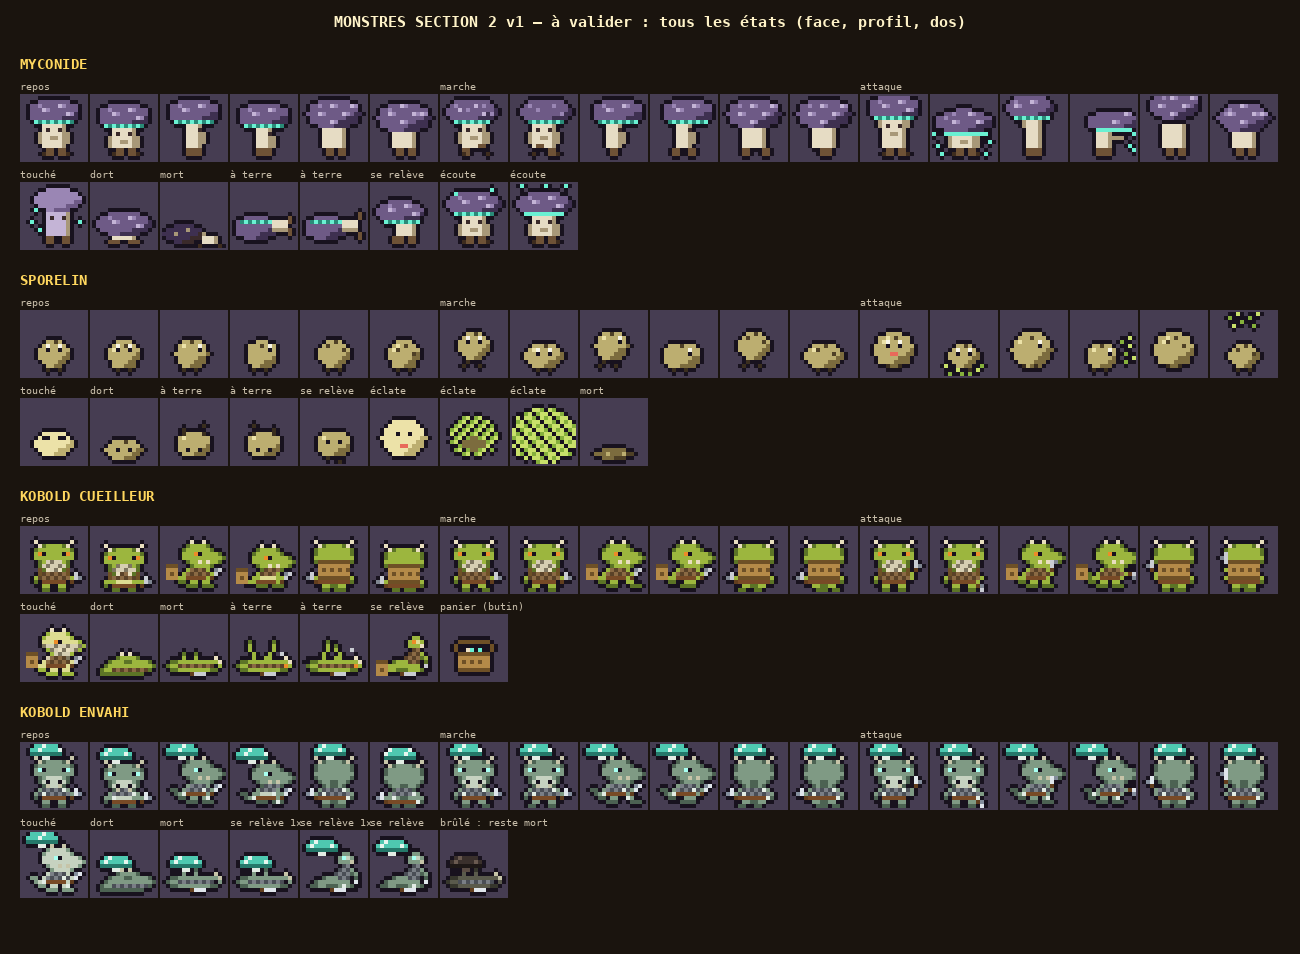 MONSTRES SECTION 2 v1 — à valider : tous les états (face, profil, dos)
MYCONIDE
repos marche attaque
touché dort mort à terre à terre se relève écoute écoute
SPORELIN
repos marche attaque
touché dort à terre à terre se relève éclate éclate éclate mort
KOBOLD CUEILLEUR
repos marche attaque
touché dort mort à terre à terre se relève panier (butin)
KOBOLD ENVAHI
repos marche attaque
touché dort mort se relève 1x se relève 1x se relève brûlé : reste mort